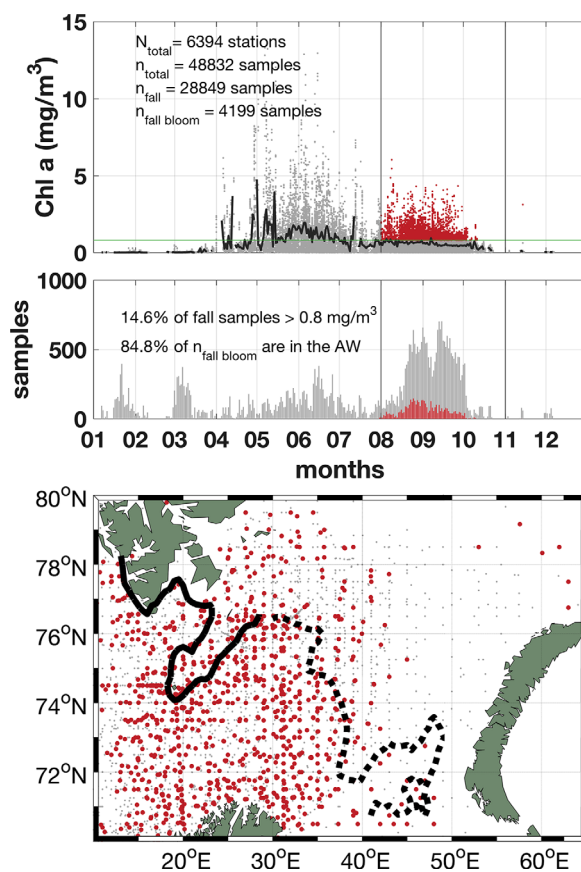 15
10
5
0
Chl a (mg/m³)
N_total = 6394 stations
n_total = 48832 samples
n_fall = 28849 samples
n_fall bloom = 4199 samples
1000
500
0
samples
14.6% of fall samples > 0.8 mg/m³
84.8% of n_fall bloom are in the AW
01 02 03 04 05 06 07 08 09 10 11 12
months
80°N
78°N
76°N
74°N
72°N
20°E 30°E 40°E 50°E 60°E